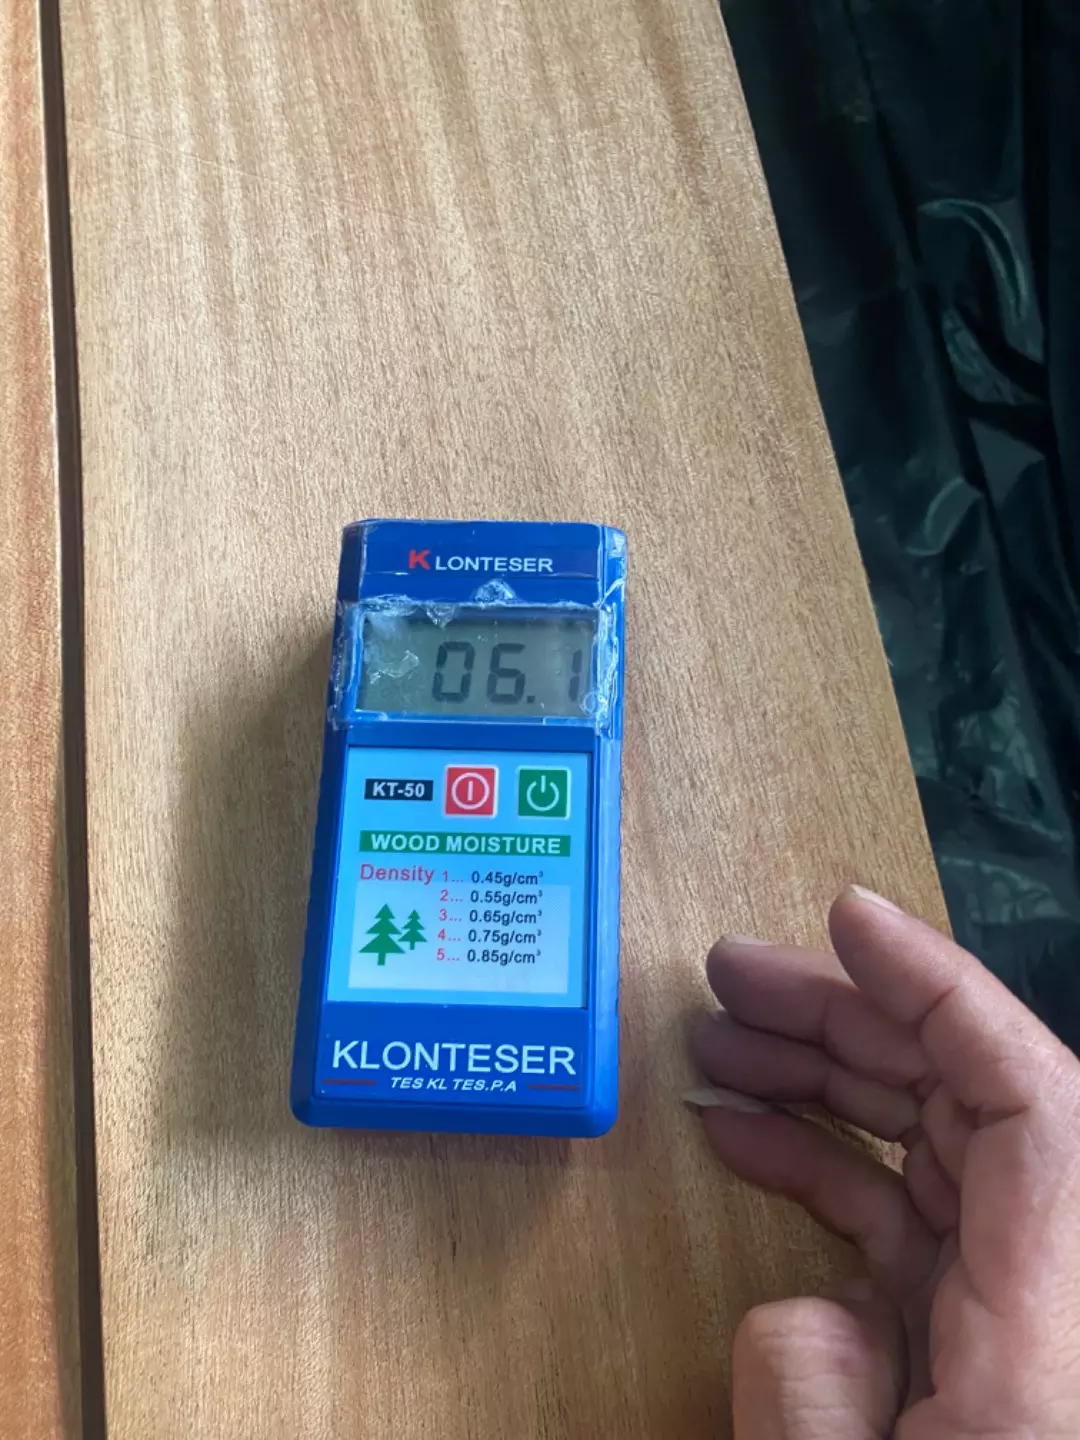 KLONTESER
06.1
KT-50
WOOD MOISTURE
Density 1... 0.45g/cm³
2... 0.55g/cm³
3... 0.65g/cm³
4... 0.75g/cm³
5... 0.85g/cm³
KLONTESER
TES KL TES.P.A